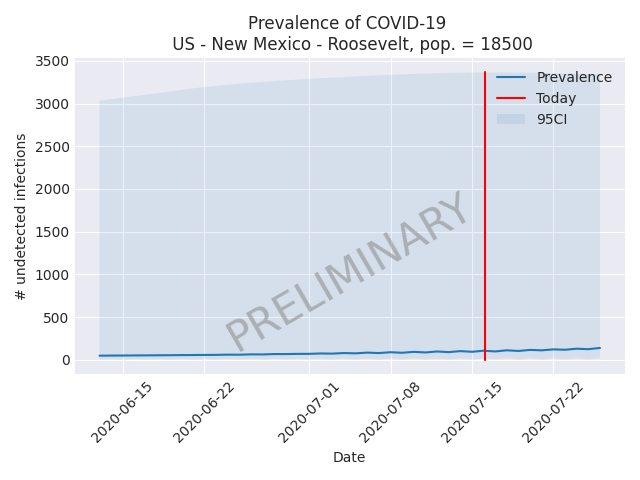 Prevalence of COVID-19
US - New Mexico - Roosevelt, pop. = 18500
3500
3000
2500
2000
1500
1000
500
0
# undetected infections
Prevalence
Today
95CI
PRELIMINARY
2020-06-15
2020-06-22
2020-07-01
2020-07-08
2020-07-15
2020-07-22
Date